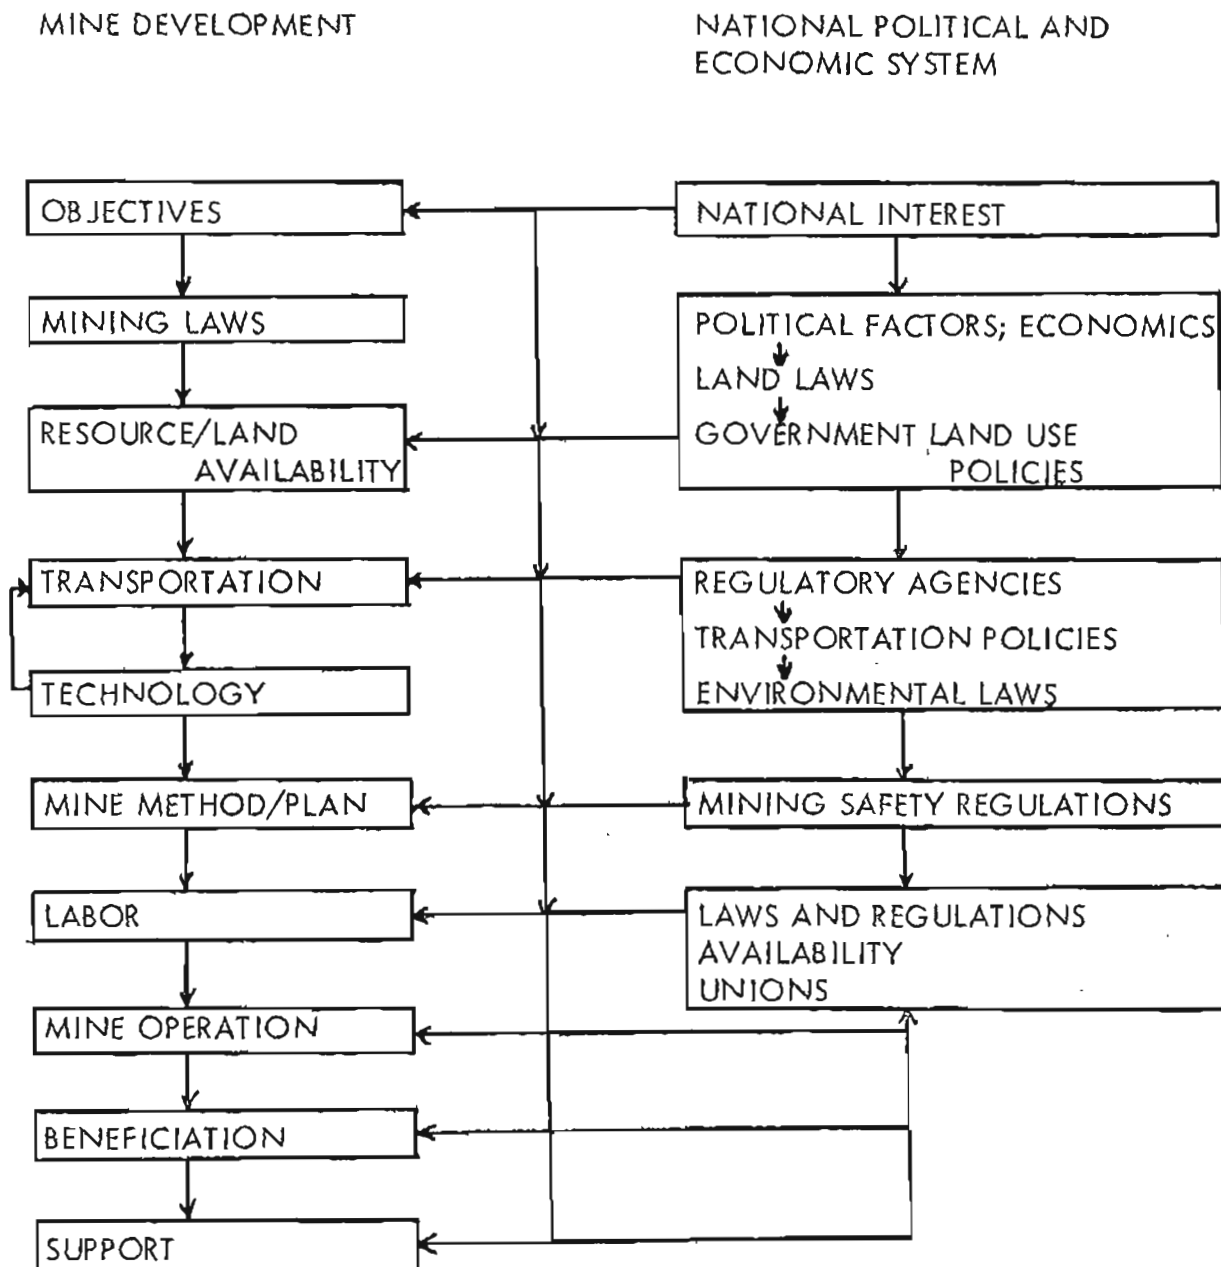 MINE DEVELOPMENT
NATIONAL POLITICAL AND
ECONOMIC SYSTEM
OBJECTIVES
NATIONAL INTEREST
MINING LAWS
POLITICAL FACTORS; ECONOMICS
LAND LAWS
RESOURCE/LAND
AVAILABILITY
GOVERNMENT LAND USE
POLICIES
TRANSPORTATION
REGULATORY AGENCIES
TRANSPORTATION POLICIES
TECHNOLOGY
ENVIRONMENTAL LAWS
MINE METHOD/PLAN
MINING SAFETY REGULATIONS
LABOR
LAWS AND REGULATIONS
AVAILABILITY
UNIONS
MINE OPERATION
BENEFICIATION
SUPPORT